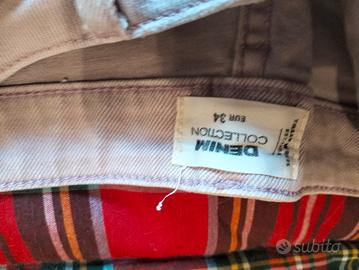 DENIM
COLLECTION
EUR 34
subito